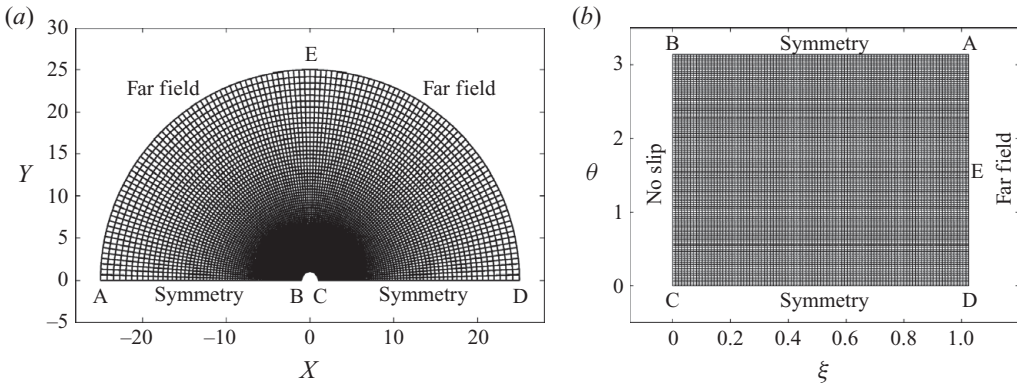 (a)
30
25
20
15
10
5
0
–5
Y
E
Far field
Far field
A
Symmetry
B
C
Symmetry
D
–20
–10
0
10
20
X
(b)
B
Symmetry
A
3
2
1
0
θ
No slip
E
Far field
C
Symmetry
D
0
0.2
0.4
0.6
0.8
1.0
ξ